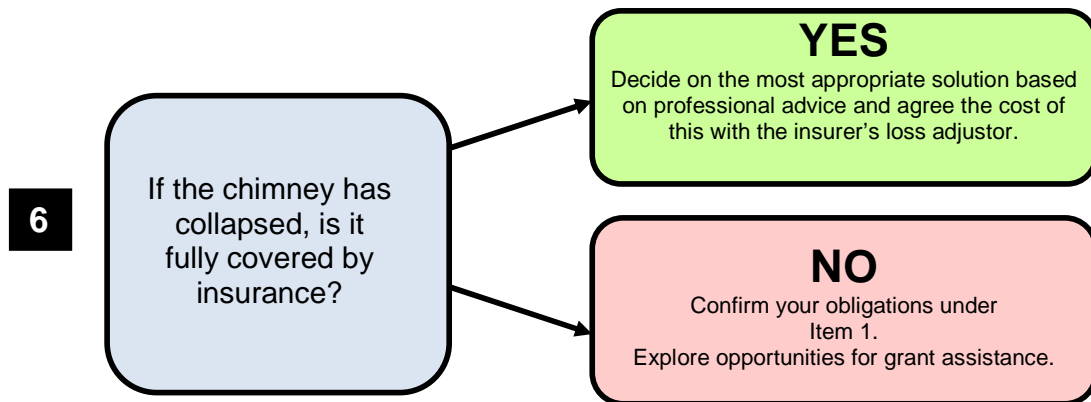 6
If the chimney has
collapsed, is it
fully covered by
insurance?
YES
Decide on the most appropriate solution based
on professional advice and agree the cost of
this with the insurer’s loss adjustor.
NO
Confirm your obligations under
Item 1.
Explore opportunities for grant assistance.